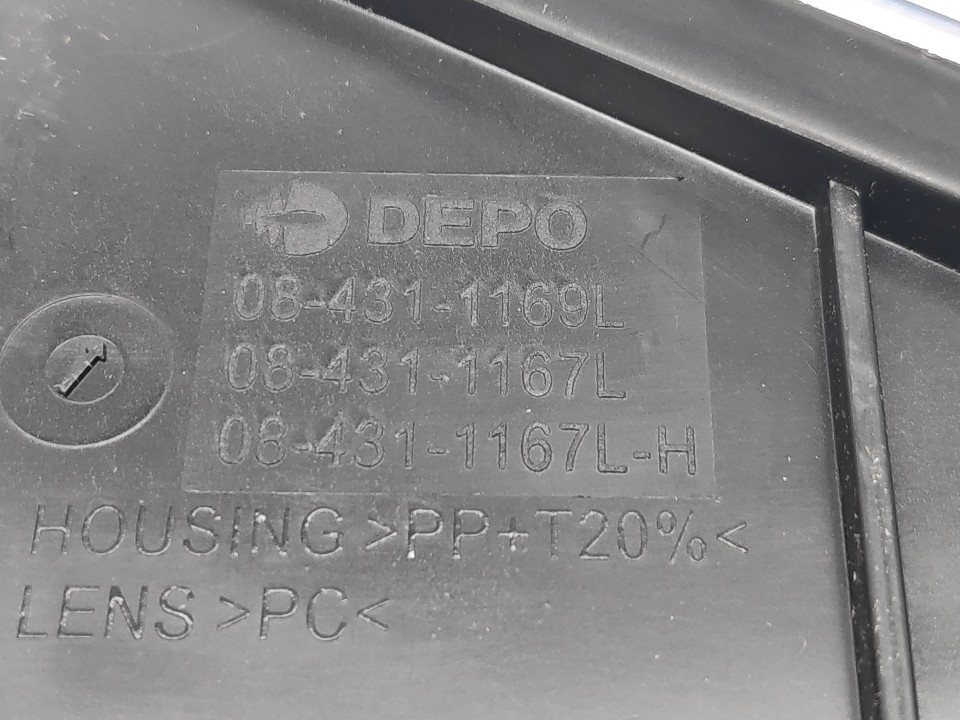 DEPO
08-431-1169L
08-431-1167L
08-431-1167L-H
HOUSING >PP+T20%<
LENS >PC<